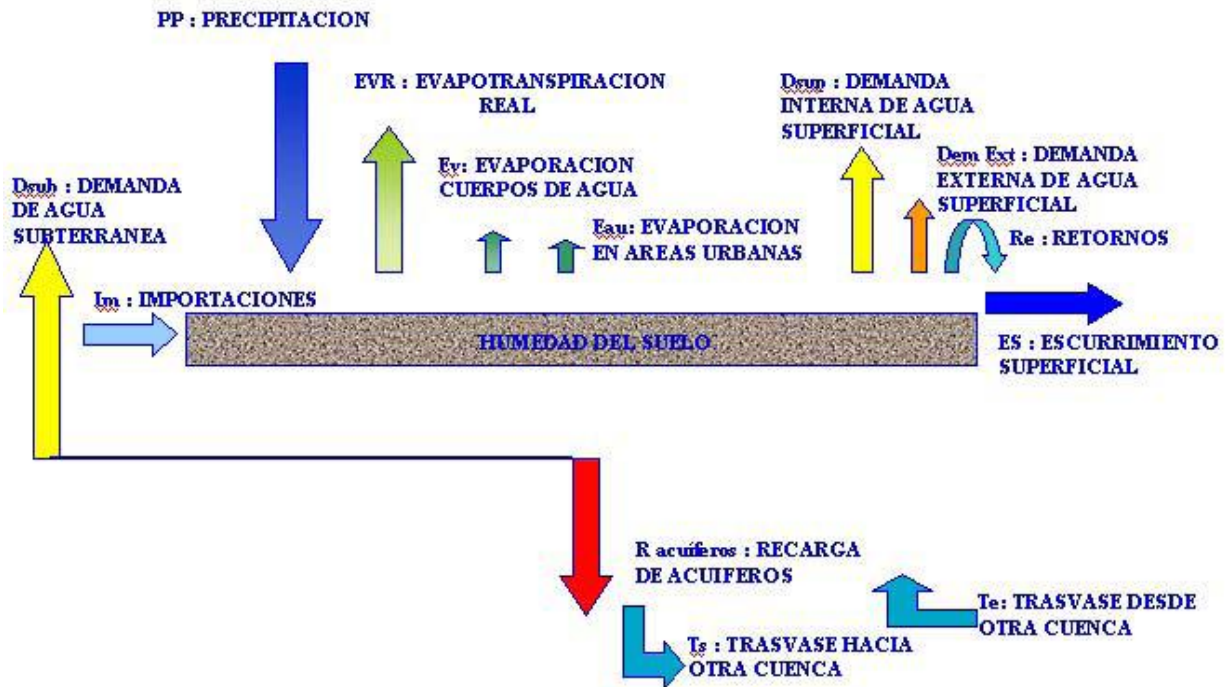 PP : PRECIPITACION
EVR : EVAPOTRANSPIRACION
REAL
Dsup : DEMANDA
INTERNA DE AGUA
SUPERFICIAL
Ev: EVAPORACION
CUERPOS DE AGUA
Dem Ext : DEMANDA
EXTERNA DE AGUA
SUPERFICIAL
Dsub : DEMANDA
DE AGUA
SUBTERRANEA
Eau: EVAPORACION
EN AREAS URBANAS
Re : RETORNOS
Im : IMPORTACIONES
HUMEDAD DEL SUELO
ES : ESCURRIMIENTO
SUPERFICIAL
R acuíferos : RECARGA
DE ACUIFEROS
Te: TRASVASE DESDE
OTRA CUENCA
Ts : TRASVASE HACIA
OTRA CUENCA